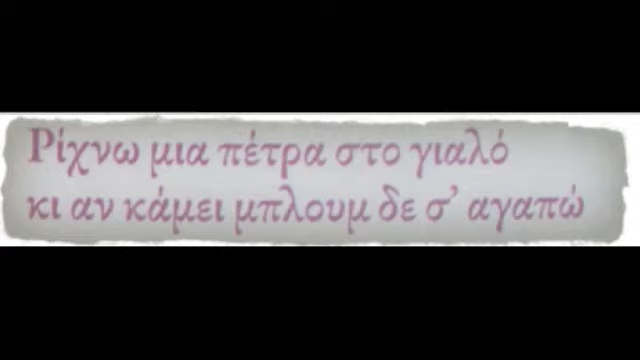 Ρίχνω μια πέτρα στο γιαλό
κι αν κάμει μπλουμ δε σ' αγαπώ